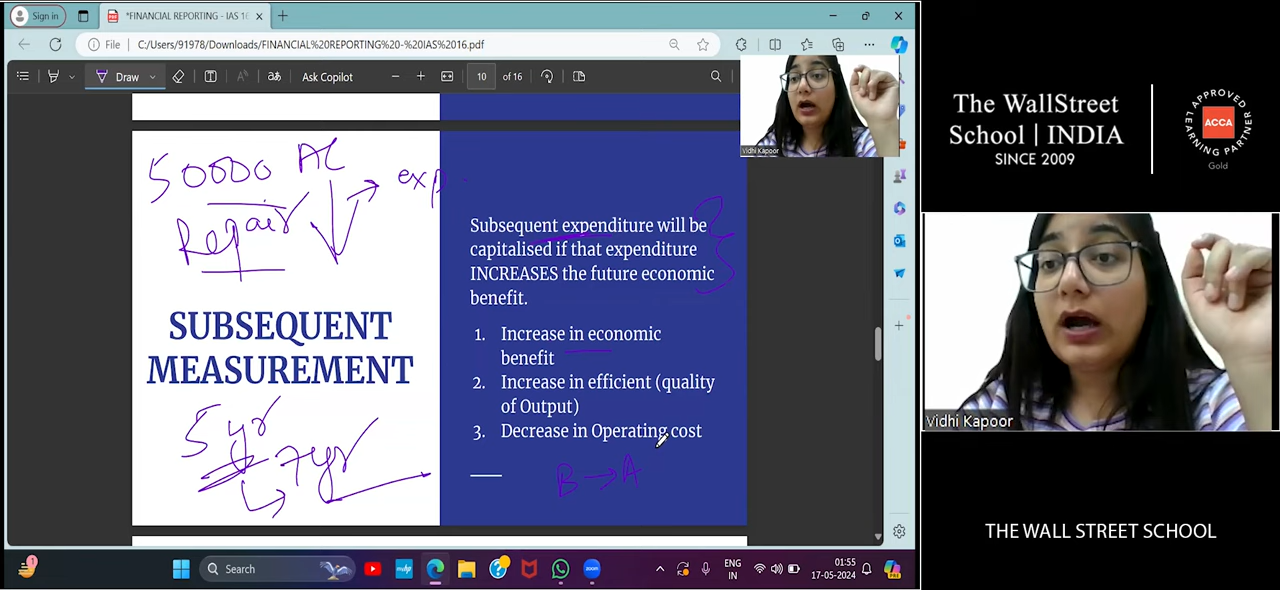 Sign in
*FINANCIAL REPORTING - IAS 16
File
C:/Users/91978/Downloads/FINANCIAL%20REPORTING%20-%20IAS%2016.pdf
Draw
Ask Copilot
10
of 16
50000 AC
exp.
Repair
SUBSEQUENT
MEASUREMENT
5 yr
7yr
Subsequent expenditure will be
capitalised if that expenditure
INCREASES the future economic
benefit.
1. Increase in economic
benefit
2. Increase in efficient (quality
of Output)
3. Decrease in Operating cost
B → A
Vidhi Kapoor
Search
ENG
IN
01:55
17-05-2024
The WallStreet
School | INDIA
SINCE 2009
APPROVED
LEARNING PARTNER
ACCA
Gold
Vidhi Kapoor
THE WALL STREET SCHOOL